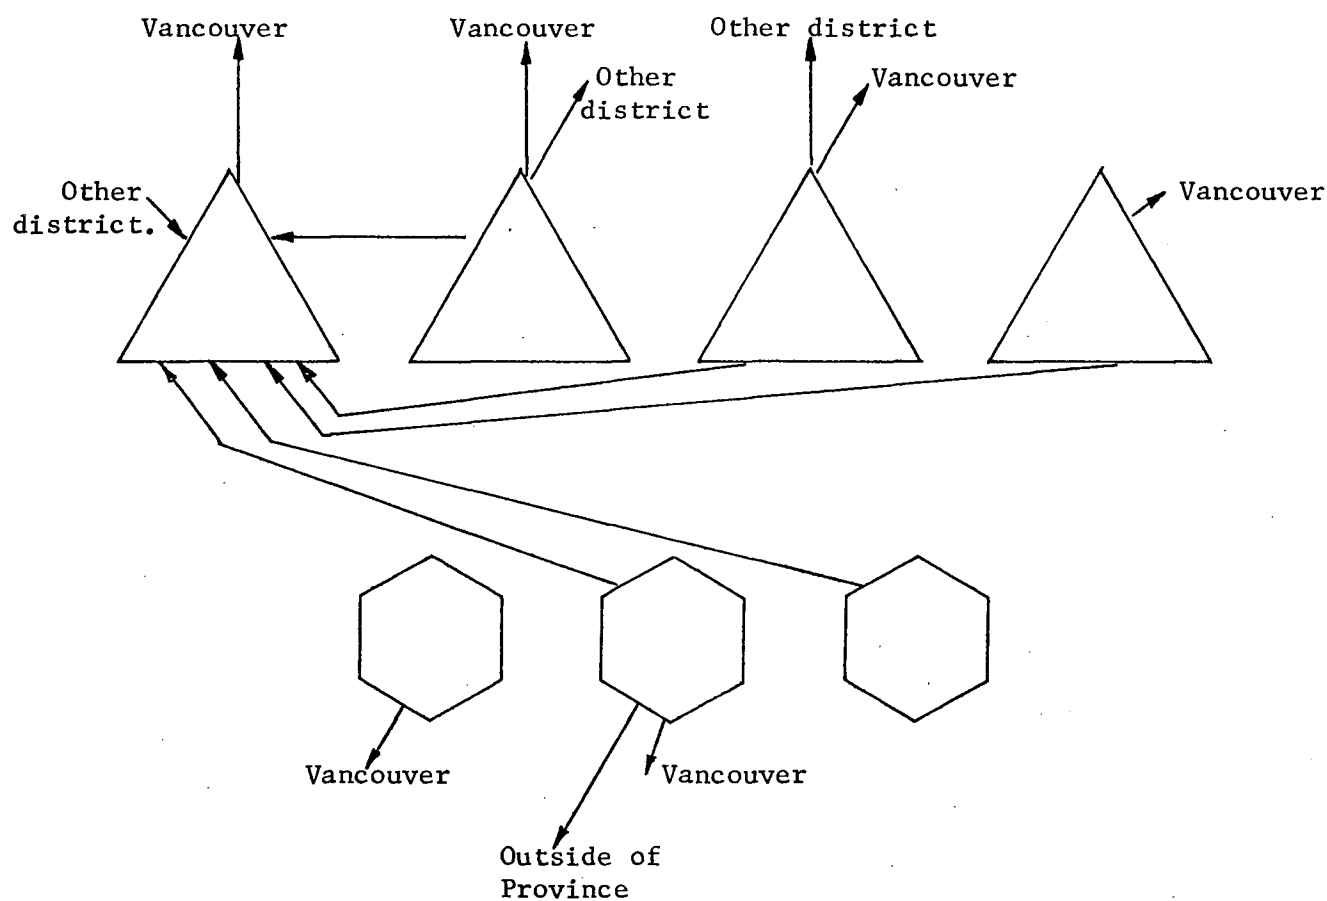 Vancouver
Vancouver
Other district
Other
district
Vancouver
Other
district.
Vancouver
Vancouver
Vancouver
Outside of
Province